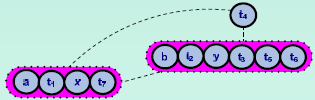 t₄
b t₂ y t₃ t₅ t₆
a t₁ x t₇